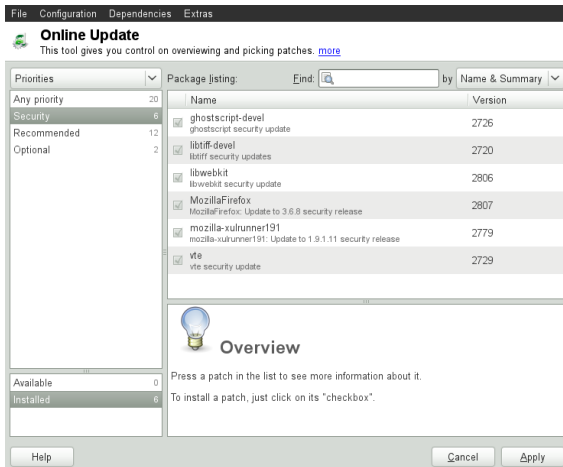 File Configuration Dependencies Extras
Online Update
This tool gives you control on overviewing and picking patches. more
Priorities
Package listing: Find: by Name & Summary
Any priority 20
Security 6
Recommended 12
Optional 2
Name Version
ghostscript-devel 2726
ghostscript security update
libtiff-devel 2720
libtiff security updates
libwebkit 2806
libwebkit security update
MozillaFirefox 2807
MozillaFirefox: Update to 3.6.8 security release
mozilla-xulrunner191 2779
mozilla-xulrunner191: Update to 1.9.1.11 security release
vte 2729
vte security update
Overview
Press a patch in the list to see more information about it.
To install a patch, just click on its "checkbox".
Available 0
Installed 6
Help Cancel Apply